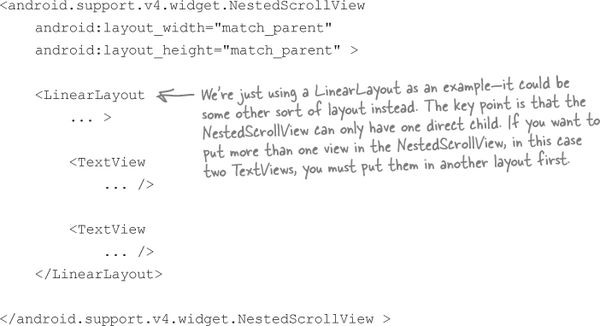 <android.support.v4.widget.NestedScrollView
android:layout_width="match_parent"
android:layout_height="match_parent" >
<LinearLayout
... >
We're just using a LinearLayout as an example—it could be
some other sort of layout instead. The key point is that the
NestedScrollView can only have one direct child. If you want to
put more than one view in the NestedScrollView, in this case
two TextViews, you must put them in another layout first.
<TextView
... />
<TextView
... />
</LinearLayout>
</android.support.v4.widget.NestedScrollView >